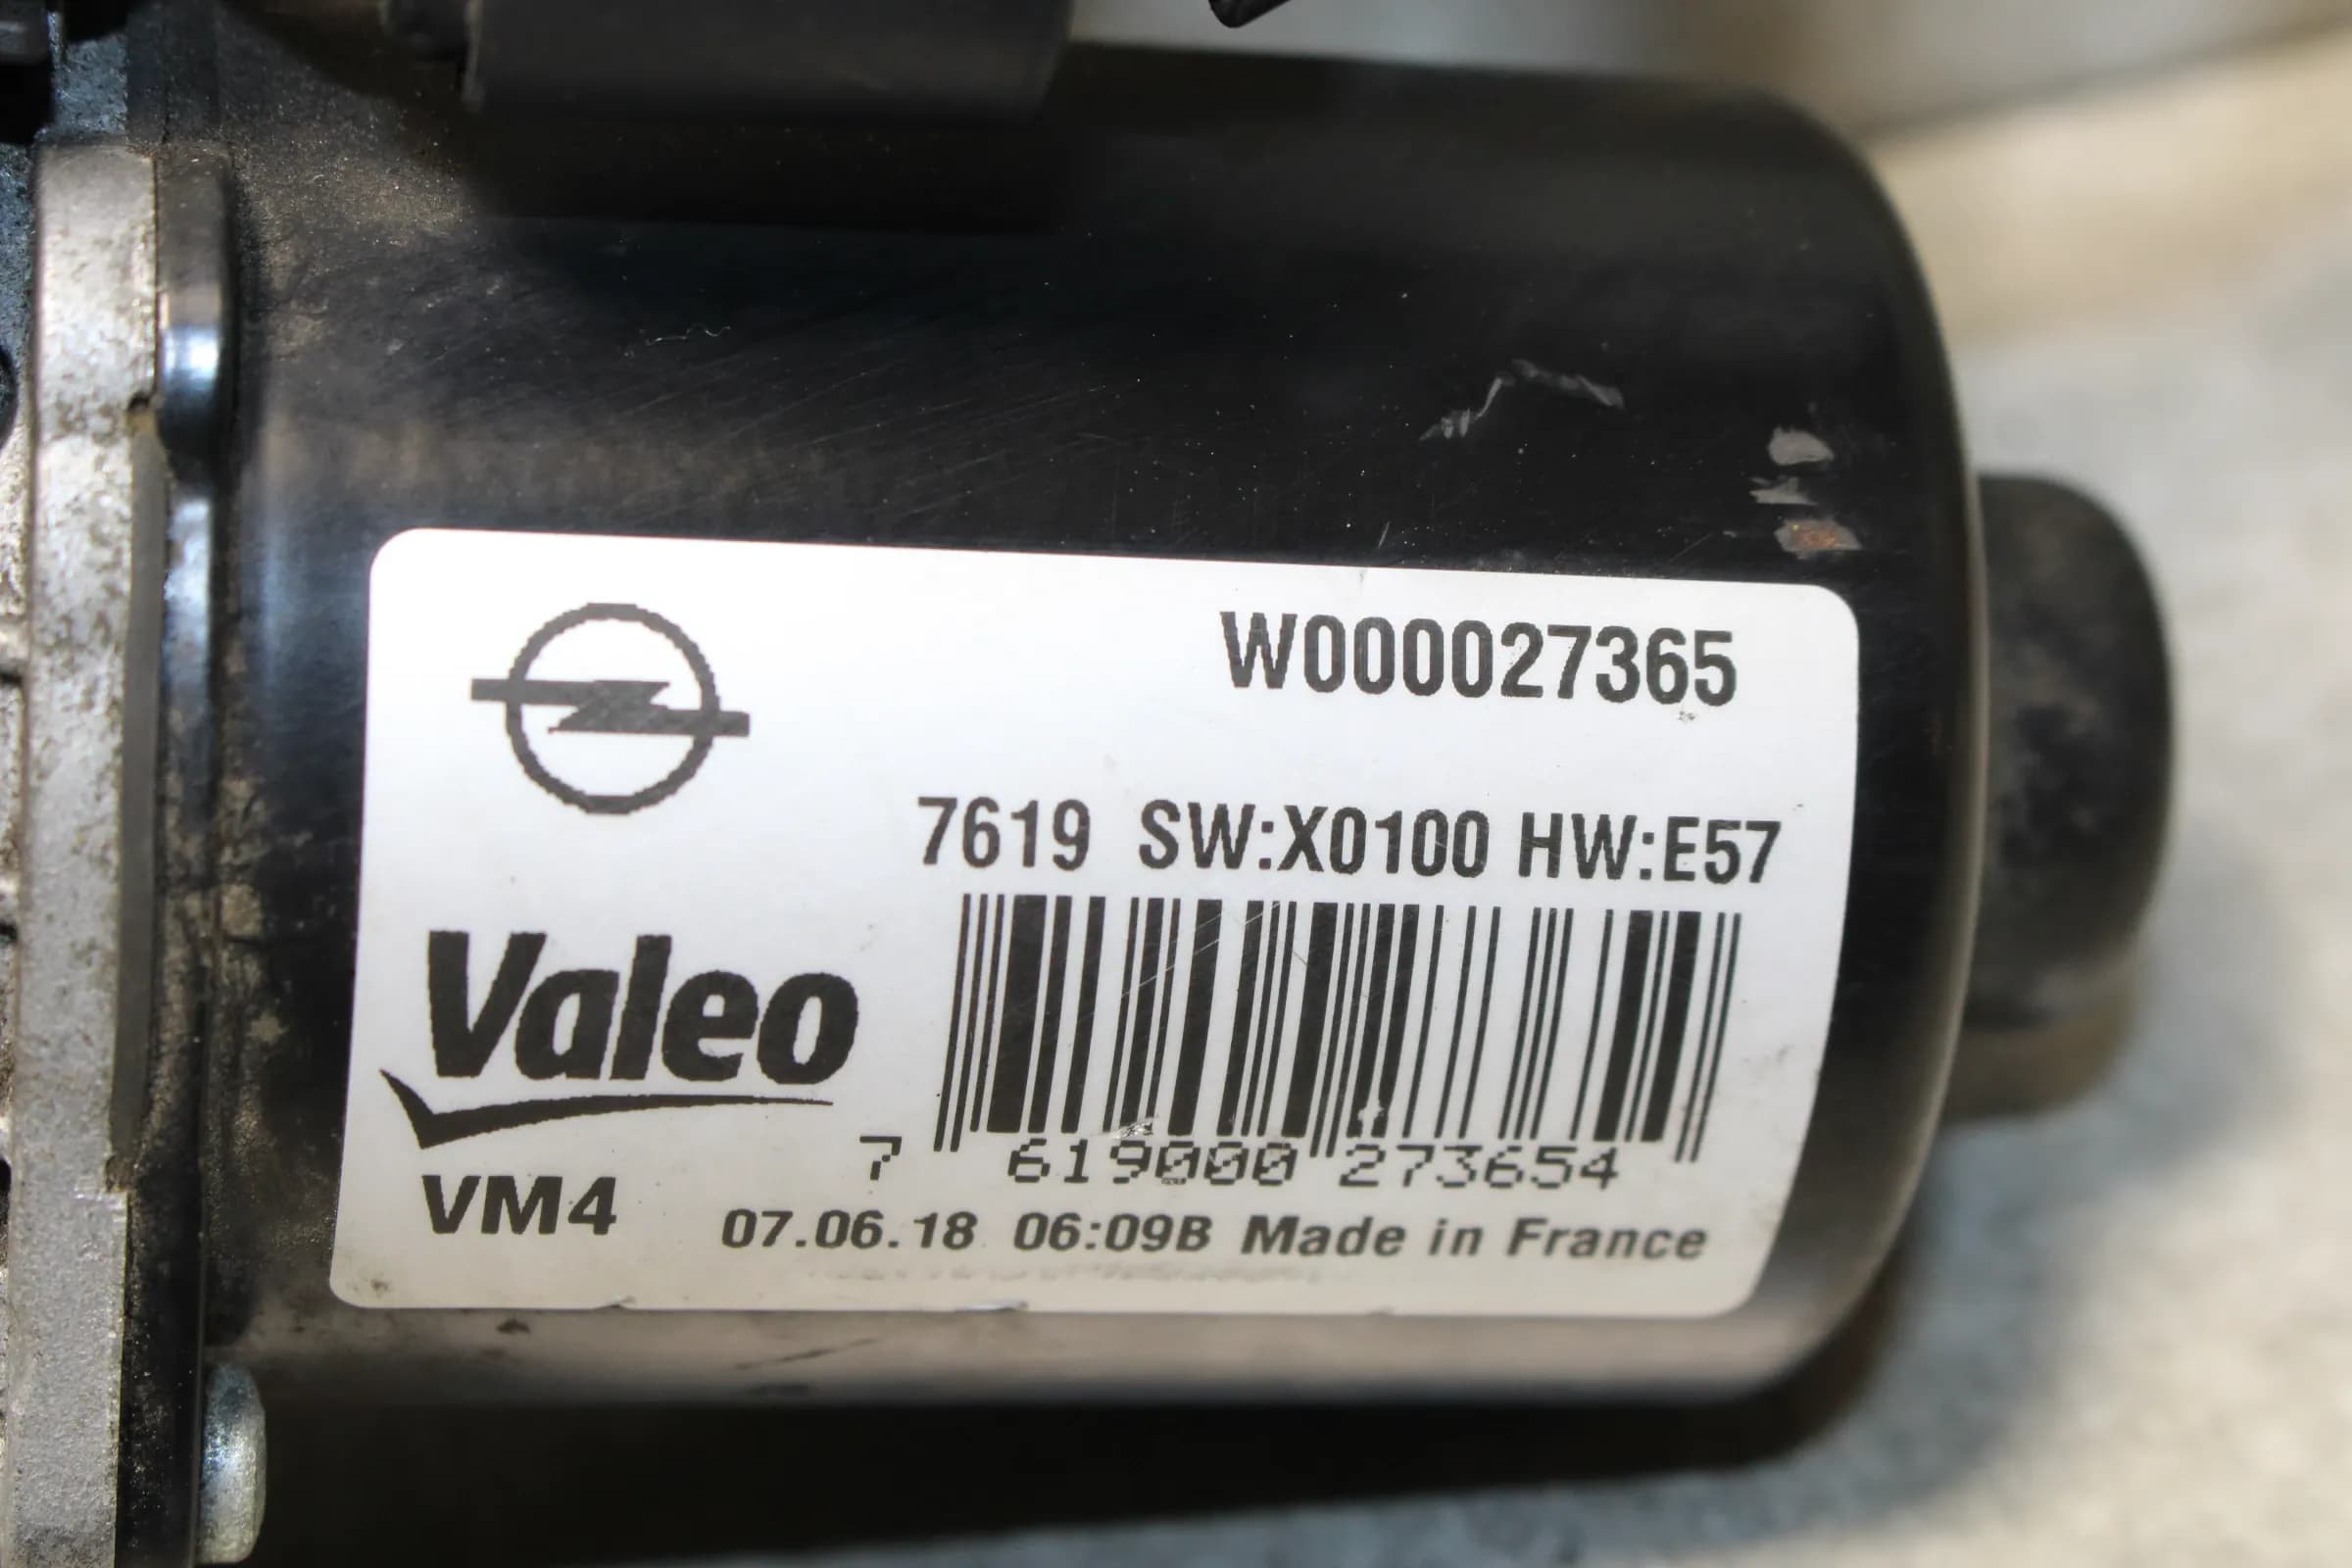 W000027365
7619 SW:X0100 HW:E57
Valeo
7 619000 273654
VM4
07.06.18 06:09B Made in France